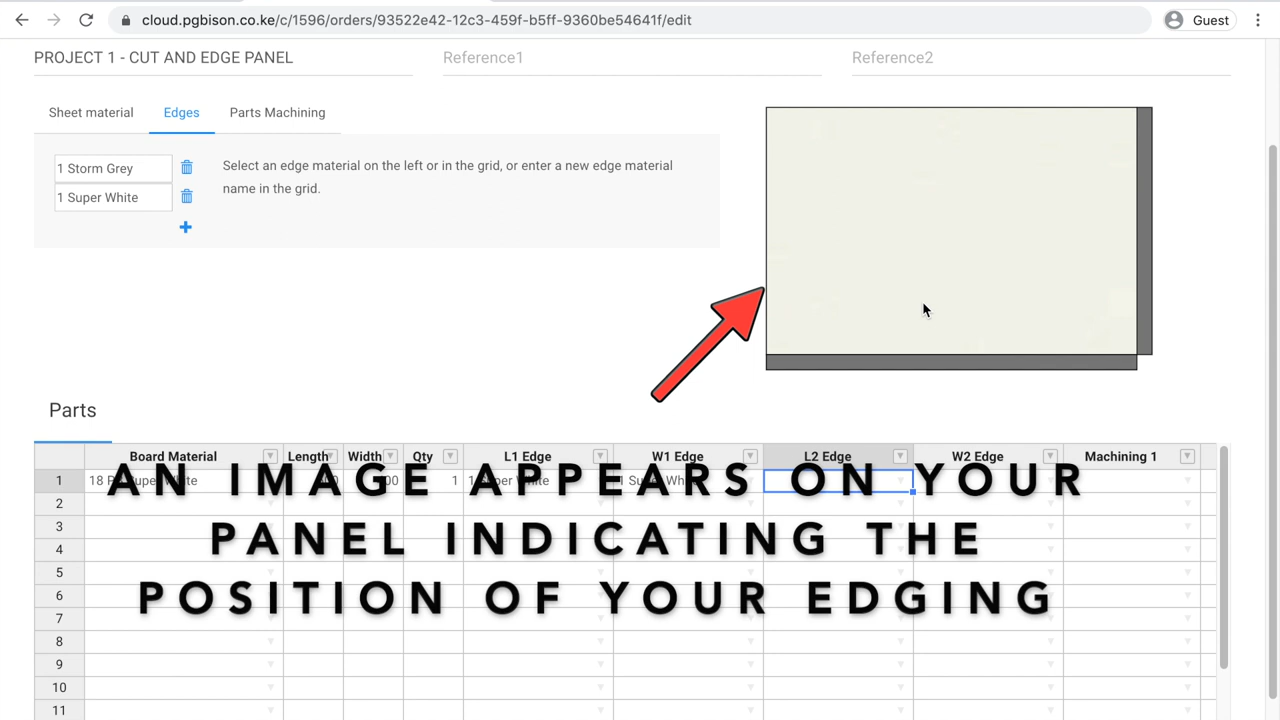 cloud.pgbison.co.ke/c/1596/orders/93522e42-12c3-459f-b5ff-9360be54641f/edit
Guest
PROJECT 1 - CUT AND EDGE PANEL
Reference1
Reference2
Sheet material
Edges
Parts Machining
1 Storm Grey
1 Super White
Select an edge material on the left or in the grid, or enter a new edge material
name in the grid.
Parts
Board Material Length Width Qty L1 Edge W1 Edge L2 Edge W2 Edge Machining 1
1 18 1
AN IMAGE APPEARS ON YOUR
PANEL INDICATING THE
POSITION OF YOUR EDGING
2
3
4
5
6
7
8
9
10
11